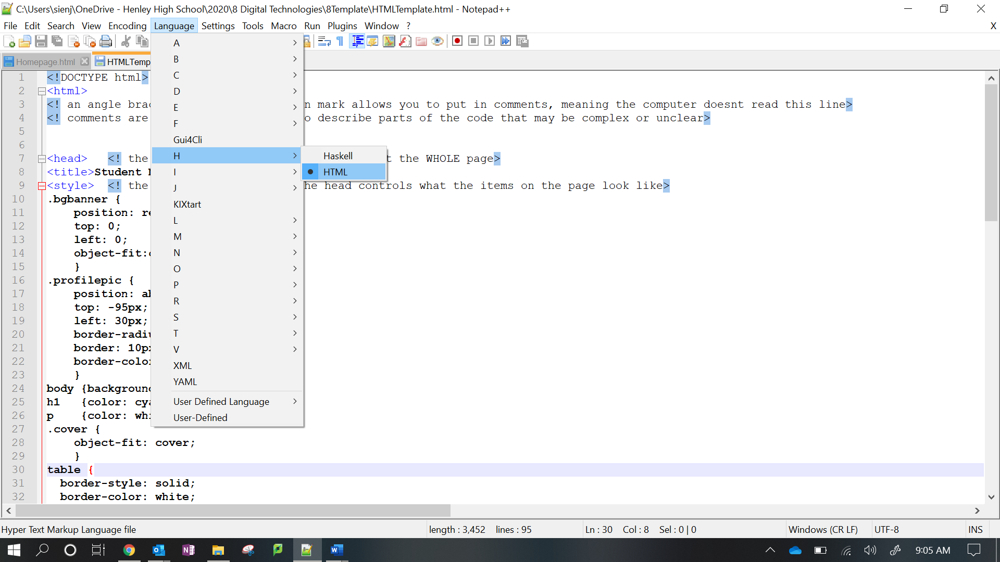 C:\Users\sienj\OneDrive - Henley High School\2020\8 Digital Technologies\8Template\HTMLTemplate.html - Notepad++
File Edit Search View Encoding Language Settings Tools Macro Run Plugins Window ? X
Homepage.html HTMLTemp
A
B
C
D
E
F
Gui4Cli
H
I
J
KIXtart
L
M
N
O
P
R
S
T
V
XML
YAML
User Defined Language
User-Defined
Haskell
HTML
1 <!DOCTYPE html>
2 <html>
3 <! an angle brac n mark allows you to put in comments, meaning the computer doesnt read this line>
4 <! comments are o describe parts of the code that may be complex or unclear>
5
6
7 <head> <! the t the WHOLE page>
8 <title>Student
9 <style> <! the he head controls what the items on the page look like>
10 .bgbanner {
11 position: re
12 top: 0;
13 left: 0;
14 object-fit:
15 }
16 .profilepic {
17 position: ab
18 top: -95px;
19 left: 30px;
20 border-radiu
21 border: 10px
22 border-color
23 }
24 body {background
25 h1 {color: cya
26 p {color: whi
27 .cover {
28 object-fit: cover;
29 }
30 table {
31 border-style: solid;
32 border-color: white;
Hyper Text Markup Language file length : 3,452 lines : 95 Ln : 30 Col : 8 Sel : 0 | 0 Windows (CR LF) UTF-8 INS
9:05 AM